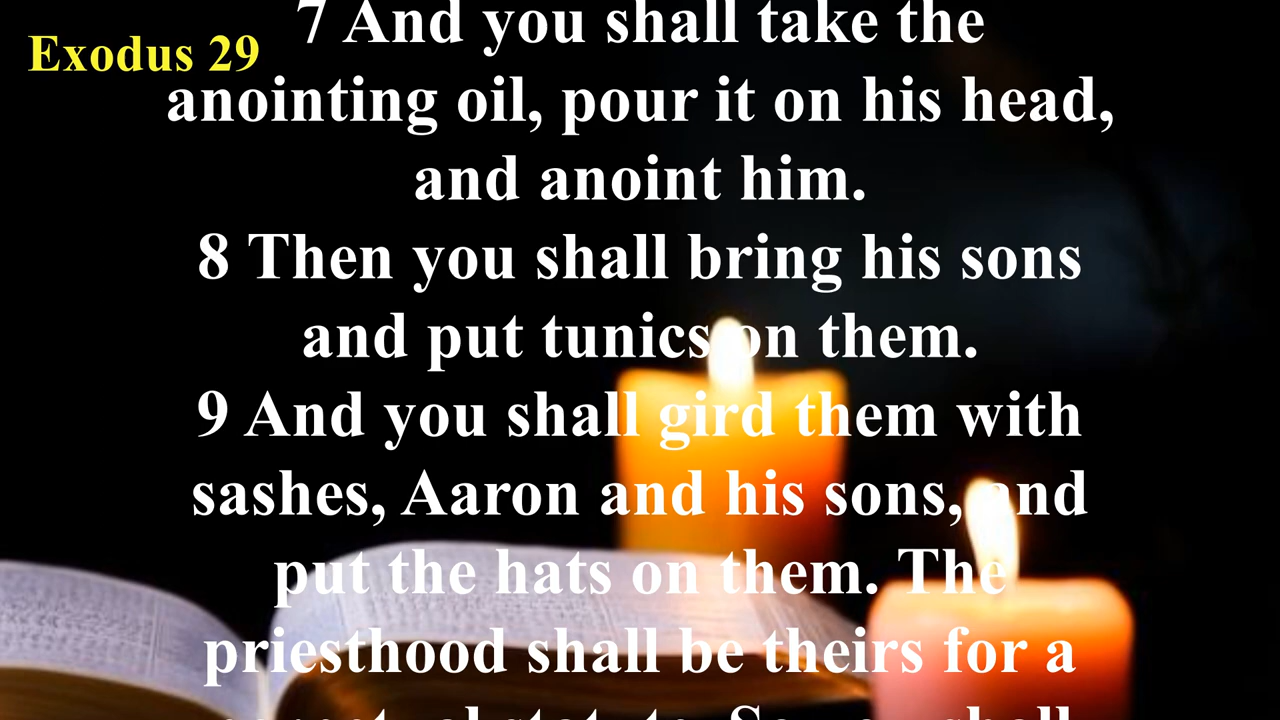 Exodus 29
7 And you shall take the
anointing oil, pour it on his head,
and anoint him.
8 Then you shall bring his sons
and put tunics on them.
9 And you shall gird them with
sashes, Aaron and his sons, and
put the hats on them. The
priesthood shall be theirs for a